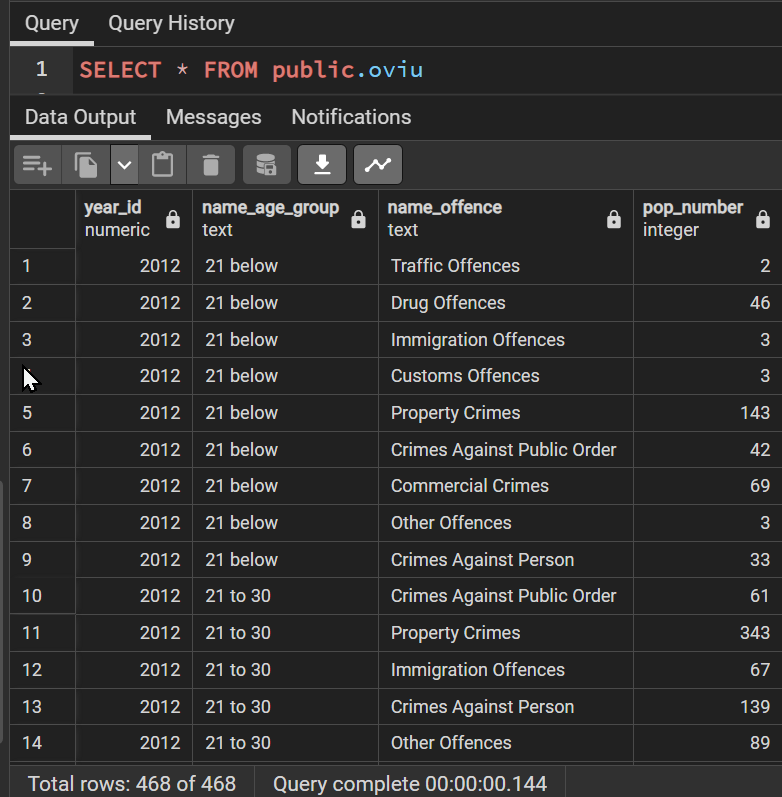 Query Query History
1 SELECT * FROM public.oviu
Data Output Messages Notifications
year_id name_age_group name_offence pop_number
numeric text text integer
1 2012 21 below Traffic Offences 2
2 2012 21 below Drug Offences 46
3 2012 21 below Immigration Offences 3
2012 21 below Customs Offences 3
5 2012 21 below Property Crimes 143
6 2012 21 below Crimes Against Public Order 42
7 2012 21 below Commercial Crimes 69
8 2012 21 below Other Offences 3
9 2012 21 below Crimes Against Person 33
10 2012 21 to 30 Crimes Against Public Order 61
11 2012 21 to 30 Property Crimes 343
12 2012 21 to 30 Immigration Offences 67
13 2012 21 to 30 Crimes Against Person 139
14 2012 21 to 30 Other Offences 89
Total rows: 468 of 468 Query complete 00:00:00.144